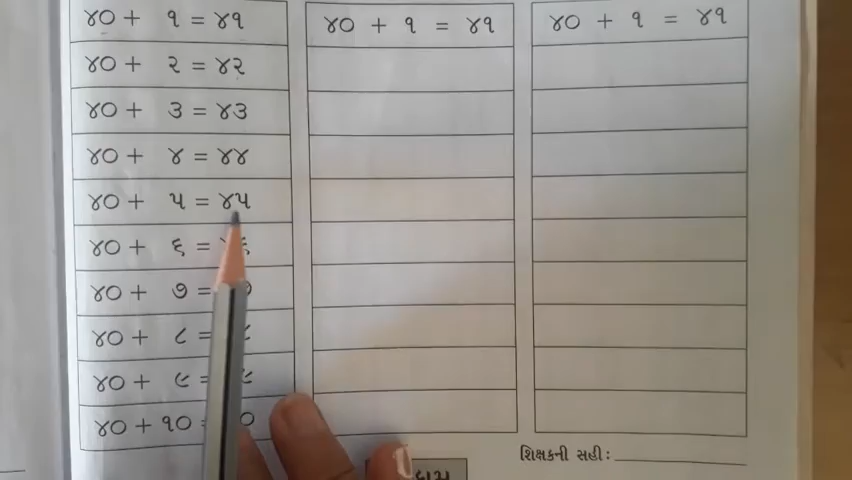 ૪૦ + ૧ = ૪૧
૪૦ + ૨ = ૪૨
૪૦ + ૩ = ૪૩
૪૦ + ૪ = ૪૪
૪૦ + ૫ = ૪૫
૪૦ + ૬ =
૪૦ + ૭ =
૪૦ + ૮ =
૪૦ + ૯ =
૪૦ + ૧૦
૪૦ + ૧ = ૪૧
૪૦ + ૧ = ૪૧
શિક્ષકની સહી :